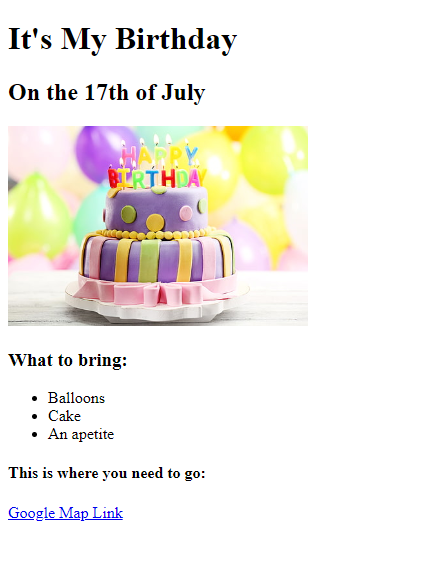 It's My Birthday
On the 17th of July
HAPPY
BIRTHDAY
What to bring:
Balloons
Cake
An apetite
This is where you need to go:
Google Map Link